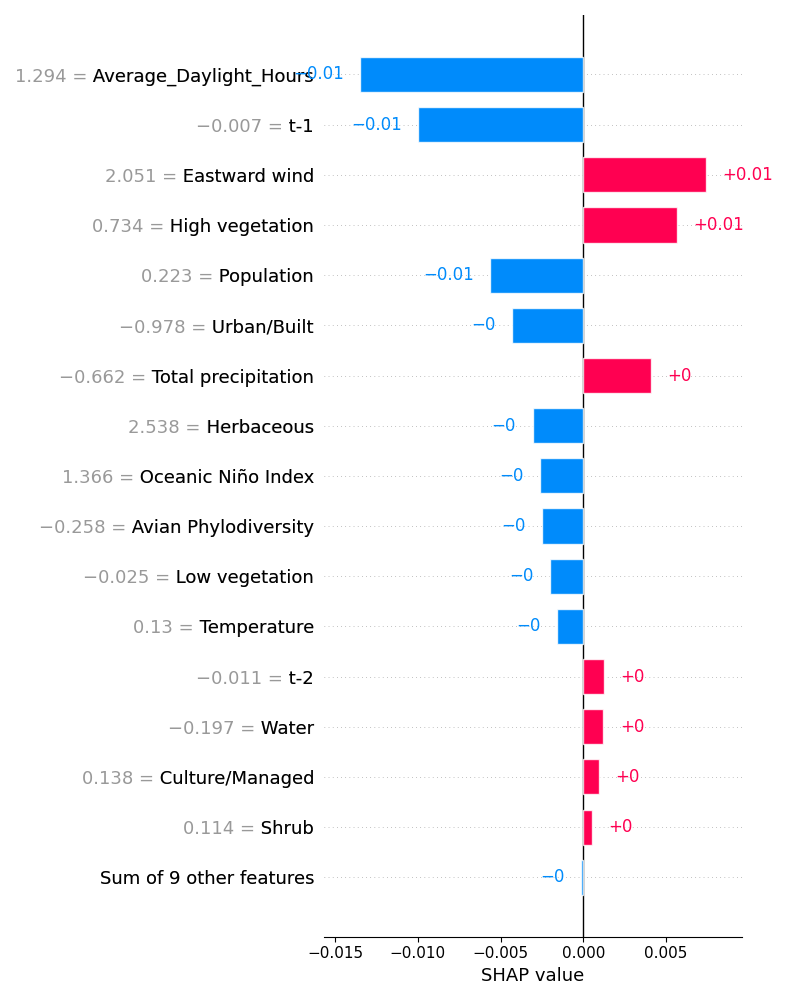 1.294 = Average_Daylight_Hours −0.01
−0.007 = t-1 −0.01
2.051 = Eastward wind +0.01
0.734 = High vegetation +0.01
0.223 = Population −0.01
−0.978 = Urban/Built −0
−0.662 = Total precipitation +0
2.538 = Herbaceous −0
1.366 = Oceanic Niño Index −0
−0.258 = Avian Phylodiversity −0
−0.025 = Low vegetation −0
0.13 = Temperature −0
−0.011 = t-2 +0
−0.197 = Water +0
0.138 = Culture/Managed +0
0.114 = Shrub +0
Sum of 9 other features −0
−0.015 −0.010 −0.005 0.000 0.005
SHAP value